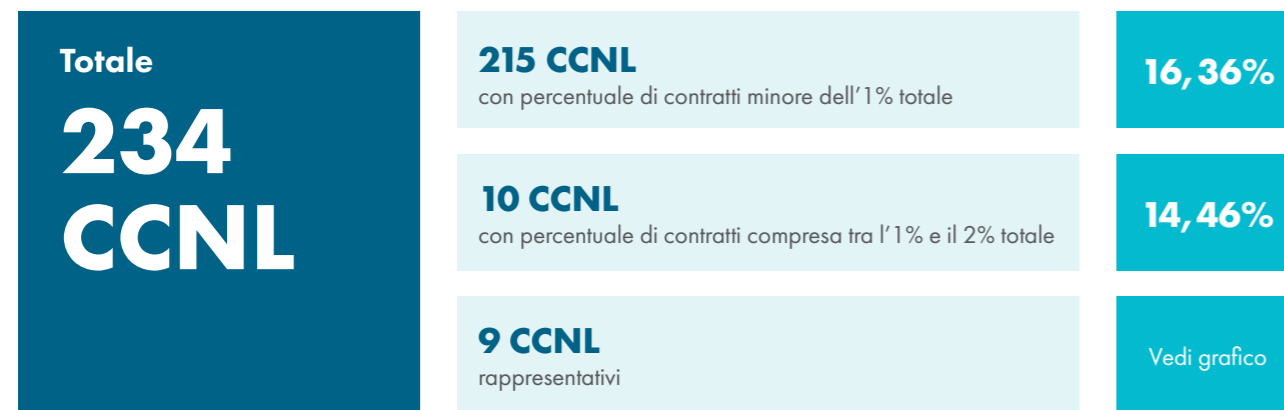 Totale
234
CCNL
215 CCNL
con percentuale di contratti minore dell'1% totale
16,36%
10 CCNL
con percentuale di contratti compresa tra l'1% e il 2% totale
14,46%
9 CCNL
rappresentativi
Vedi grafico